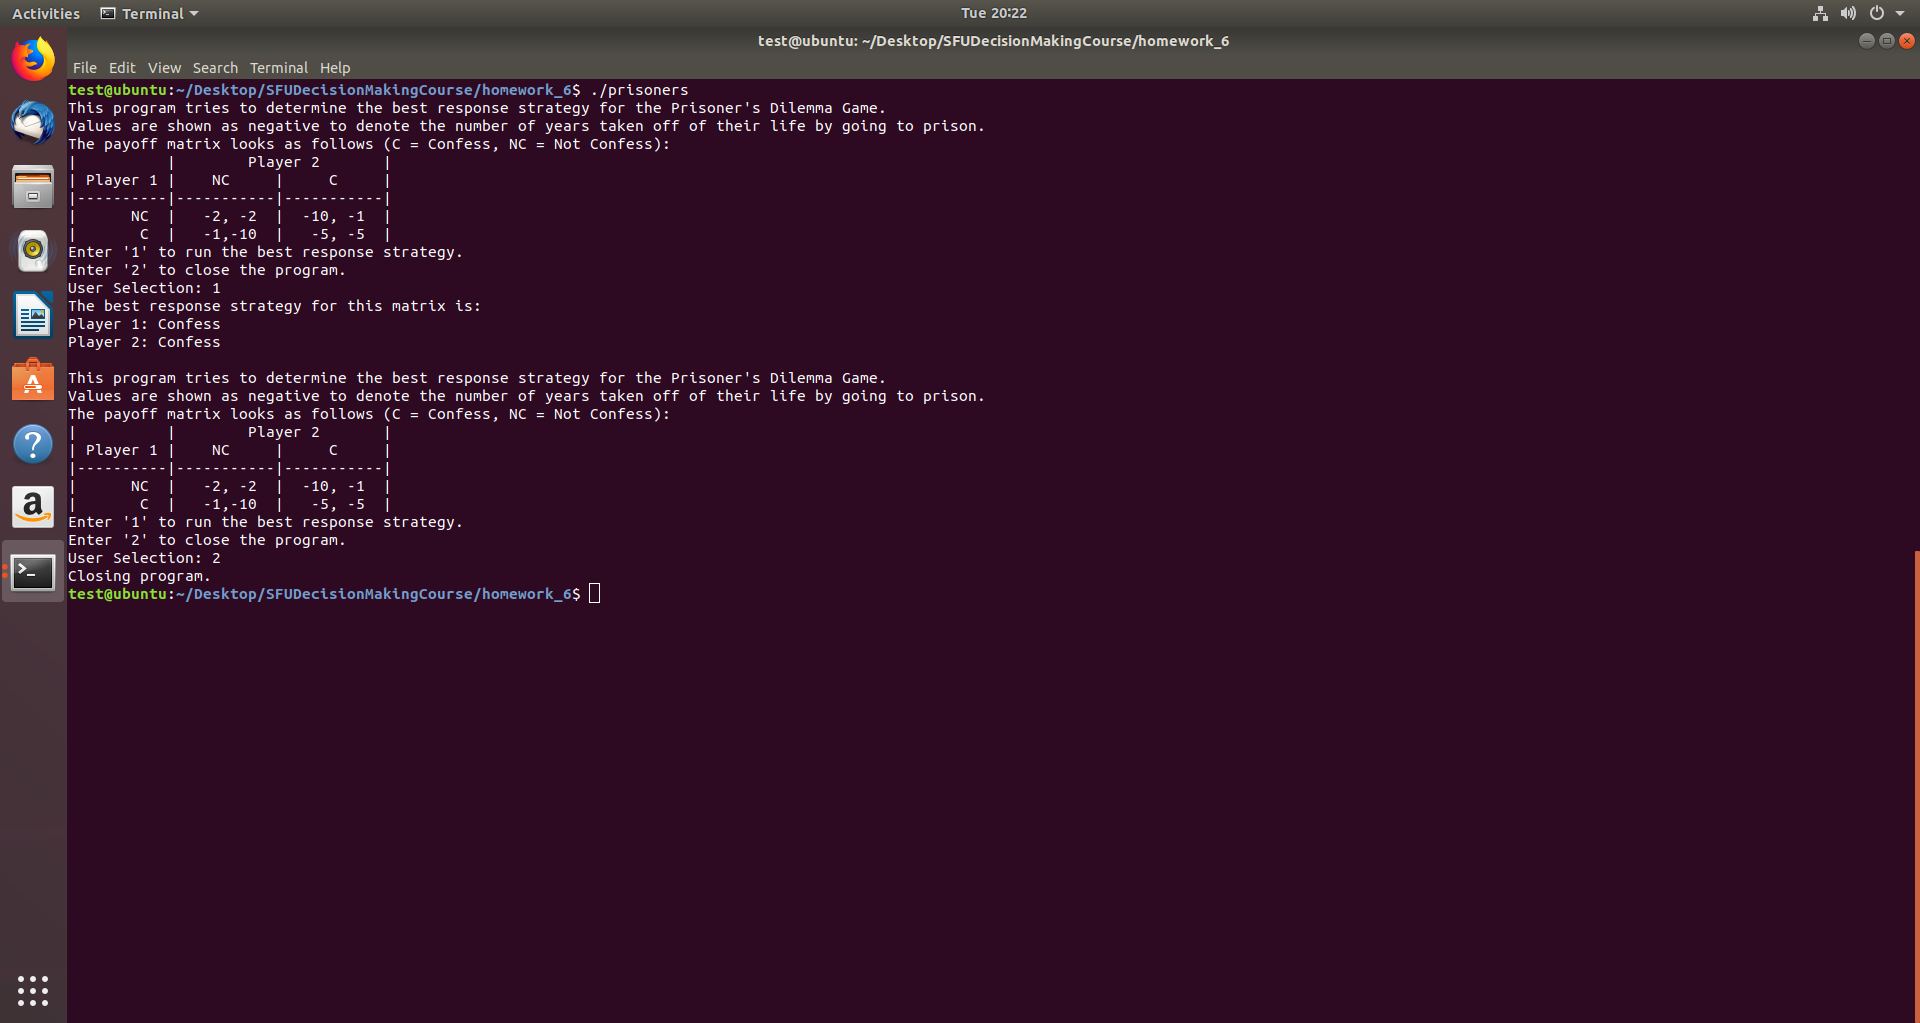 Activities Terminal Tue 20:22
test@ubuntu: ~/Desktop/SFUDecisionMakingCourse/homework_6
File Edit View Search Terminal Help
test@ubuntu:~/Desktop/SFUDecisionMakingCourse/homework_6$ ./prisoners
This program tries to determine the best response strategy for the Prisoner's Dilemma Game.
Values are shown as negative to denote the number of years taken off of their life by going to prison.
The payoff matrix looks as follows (C = Confess, NC = Not Confess):
|          |        Player 2       |
| Player 1 |    NC     |     C     |
|----------|-----------|-----------|
|      NC  |   -2, -2  |  -10, -1  |
|       C  |   -1,-10  |   -5, -5  |
Enter '1' to run the best response strategy.
Enter '2' to close the program.
User Selection: 1
The best response strategy for this matrix is:
Player 1: Confess
Player 2: Confess

This program tries to determine the best response strategy for the Prisoner's Dilemma Game.
Values are shown as negative to denote the number of years taken off of their life by going to prison.
The payoff matrix looks as follows (C = Confess, NC = Not Confess):
|          |        Player 2       |
| Player 1 |    NC     |     C     |
|----------|-----------|-----------|
|      NC  |   -2, -2  |  -10, -1  |
|       C  |   -1,-10  |   -5, -5  |
Enter '1' to run the best response strategy.
Enter '2' to close the program.
User Selection: 2
Closing program.
test@ubuntu:~/Desktop/SFUDecisionMakingCourse/homework_6$